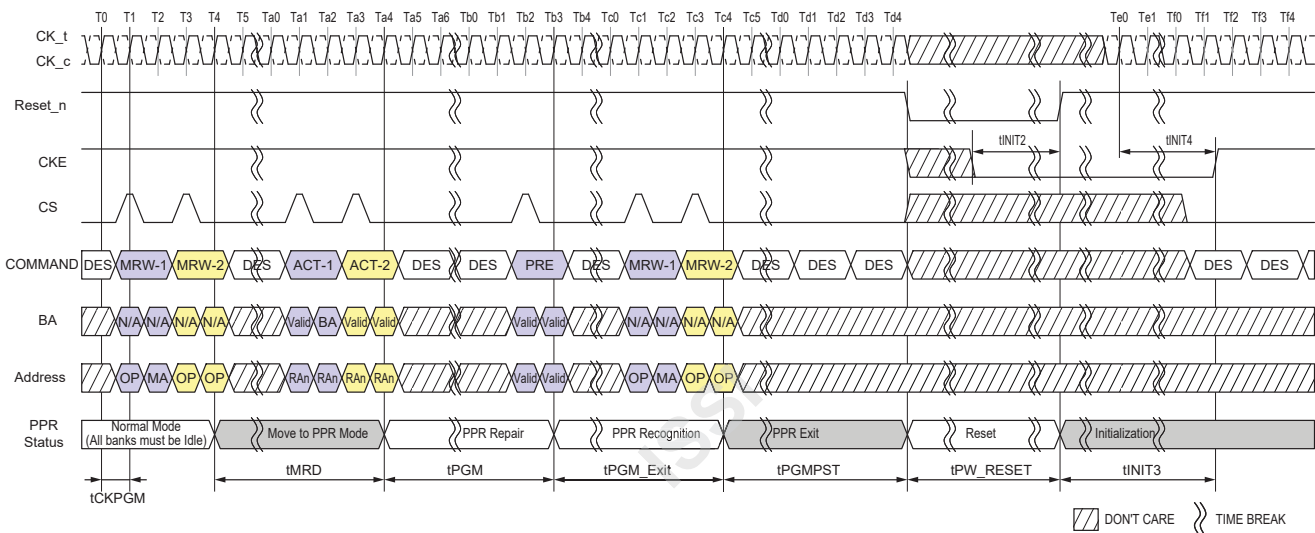 T0 T1 T2 T3 T4 T5 Ta0 Ta1 Ta2 Ta3 Ta4 Ta5 Ta6 Tb0 Tb1 Tb2 Tb3 Tb4 Tc0 Tc1 Tc2 Tc3 Tc4 Tc5 Td0 Td1 Td2 Td3 Td4 Te0 Te1 Tf0 Tf1 Tf2 Tf3 Tf4
CK_t
CK_c
Reset_n
CKE tINIT2 tINIT4
CS
COMMAND DES MRW-1 MRW-2 DES ACT-1 ACT-2 DES DES PRE DES MRW-1 MRW-2 DES DES DES DES DES
BA N/A N/A N/A N/A Valid BA Valid Valid Valid Valid N/A N/A N/A N/A
Address OP MA OP OP RAn RAn RAn RAn Valid Valid OP MA OP OP
PPR Status
Normal Mode
(All banks must be Idle)
Move to PPR Mode PPR Repair PPR Recognition PPR Exit Reset Initialization
tCKPGM tMRD tPGM tPGM_Exit tPGMPST tPW_RESET tINIT3
DON'T CARE TIME BREAK
ISSI